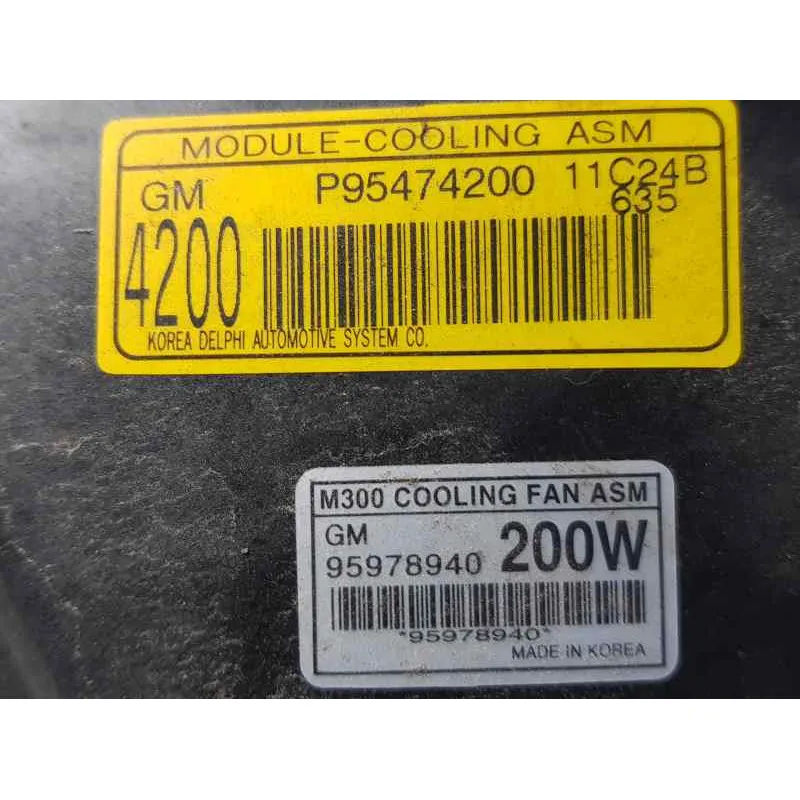 MODULE-COOLING ASM
GM P95474200 11C24B
635
4200
KOREA DELPHI AUTOMOTIVE SYSTEM CO.
M300 COOLING FAN ASM
GM
95978940 200W
*95978940*
MADE IN KOREA